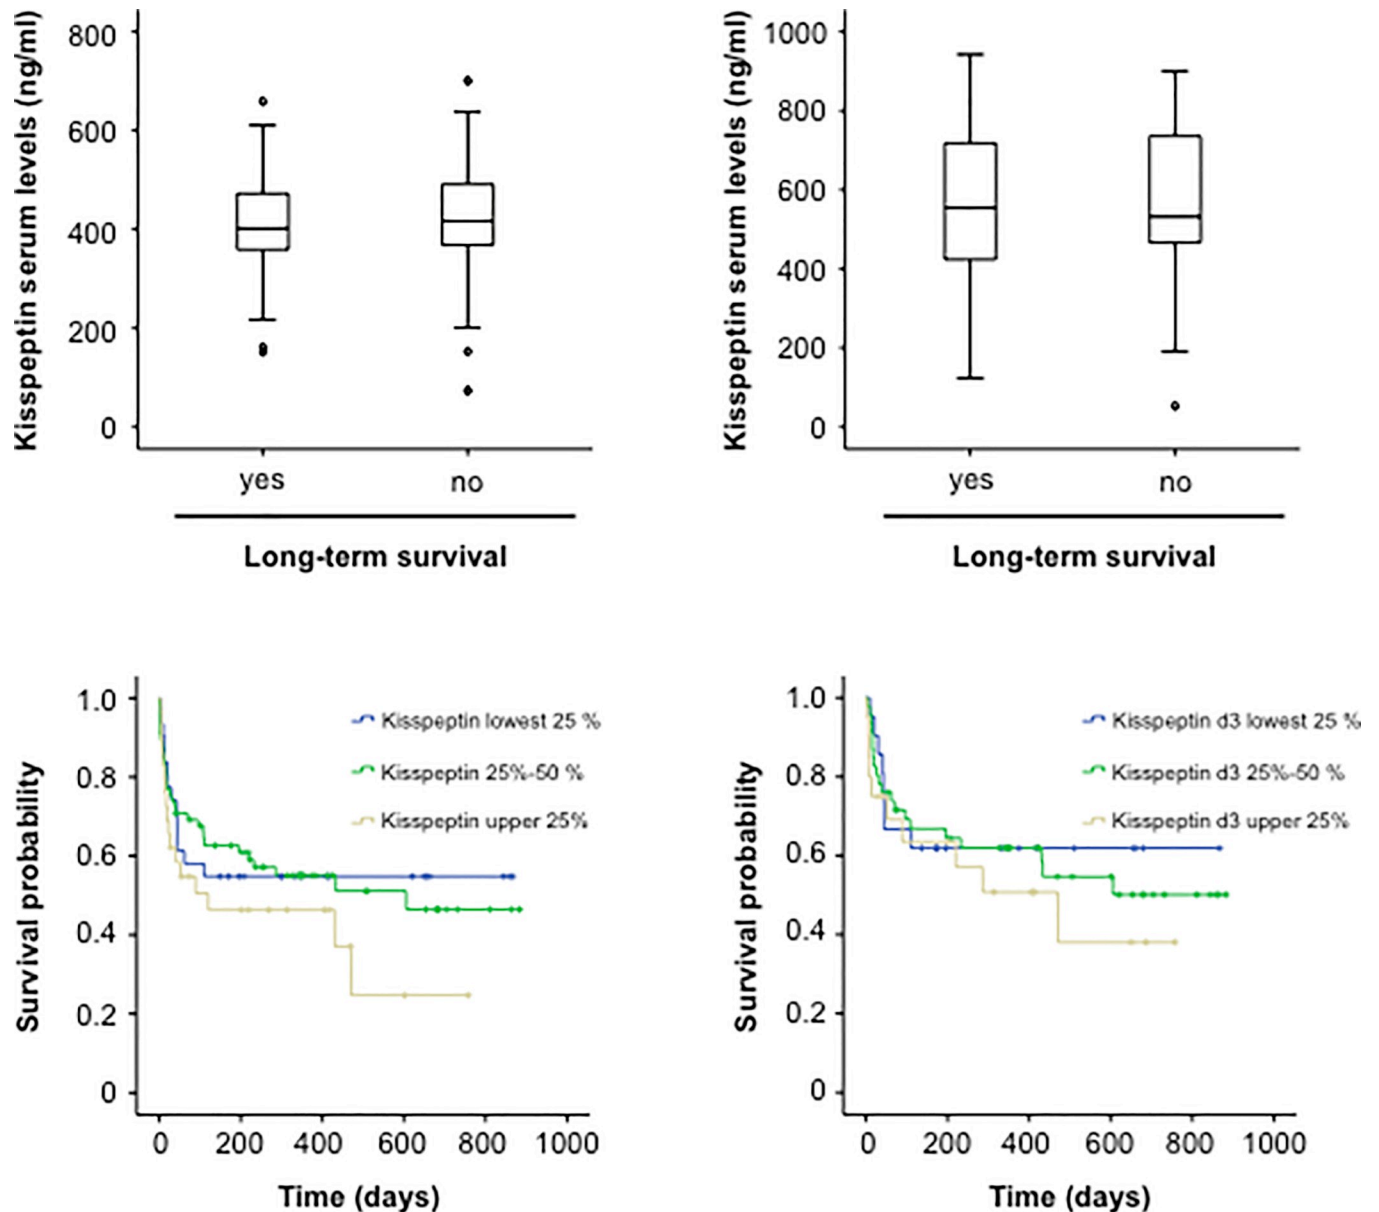 Kisspeptin serum levels (ng/ml)
800
600
400
200
0
yes
no
Long-term survival
Kisspeptin serum levels (ng/ml)
1000
800
600
400
200
0
yes
no
Long-term survival
Survival probability
1.0
0.8
0.6
0.4
0.2
0
Kisspeptin lowest 25 %
Kisspeptin 25%-50 %
Kisspeptin upper 25%
0 200 400 600 800 1000
Time (days)
Survival probability
1.0
0.8
0.6
0.4
0.2
0
Kisspeptin d3 lowest 25 %
Kisspeptin d3 25%-50 %
Kisspeptin d3 upper 25%
0 200 400 600 800 1000
Time (days)